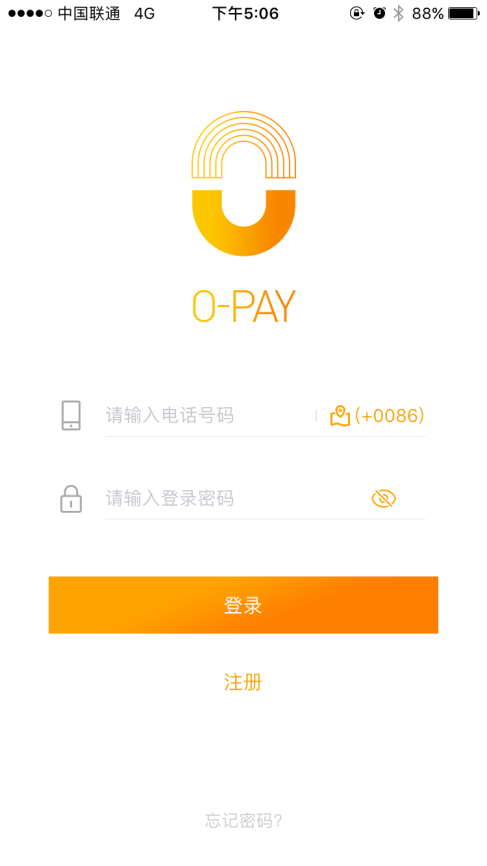 中国联通 4G 下午5:06 88%
O-PAY
请输入电话号码 (+0086)
请输入登录密码
登录
注册
忘记密码?